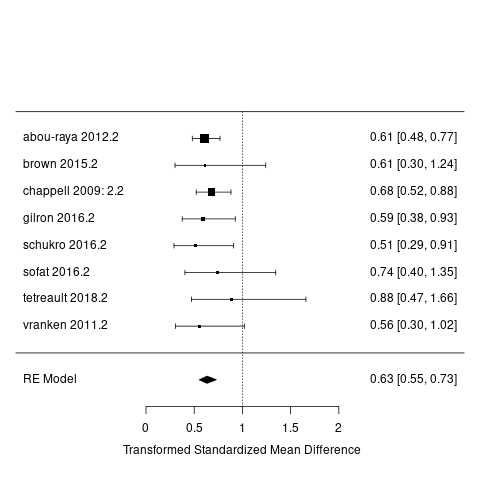 abou-raya 2012.2 0.61 [0.48, 0.77]
brown 2015.2 0.61 [0.30, 1.24]
chappell 2009: 2.2 0.68 [0.52, 0.88]
gilron 2016.2 0.59 [0.38, 0.93]
schukro 2016.2 0.51 [0.29, 0.91]
sofat 2016.2 0.74 [0.40, 1.35]
tetreault 2018.2 0.88 [0.47, 1.66]
vranken 2011.2 0.56 [0.30, 1.02]
RE Model 0.63 [0.55, 0.73]
0 0.5 1 1.5 2
Transformed Standardized Mean Difference